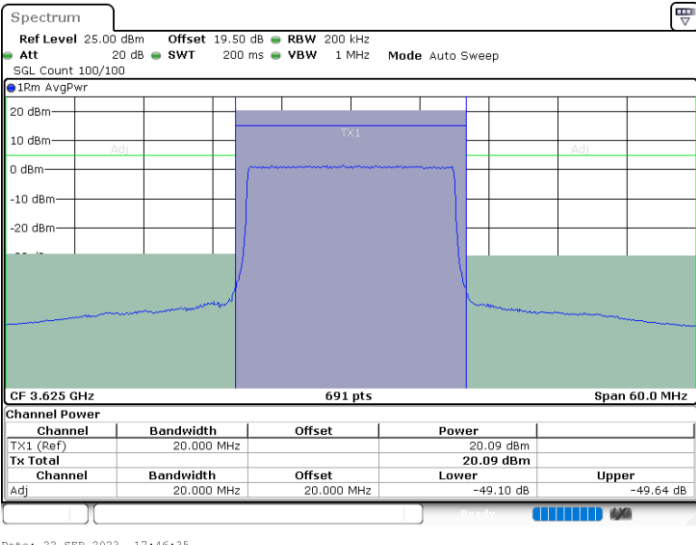 Spectrum
Ref Level 25.00 dBm Offset 19.50 dB RBW 200 kHz
Att 20 dB SWT 200 ms VBW 1 MHz Mode Auto Sweep
SGL Count 100/100
1Rm AvgPwr
20 dBm
TX1
10 dBm
Adj Adj
0 dBm
-10 dBm
-20 dBm
CF 3.625 GHz 691 pts Span 60.0 MHz
Channel Power
Channel Bandwidth Offset Power
TX1 (Ref) 20.000 MHz 20.09 dBm
Tx Total 20.09 dBm
Channel Bandwidth Offset Lower Upper
Adj 20.000 MHz 20.000 MHz -49.10 dB -49.64 dB
Ready